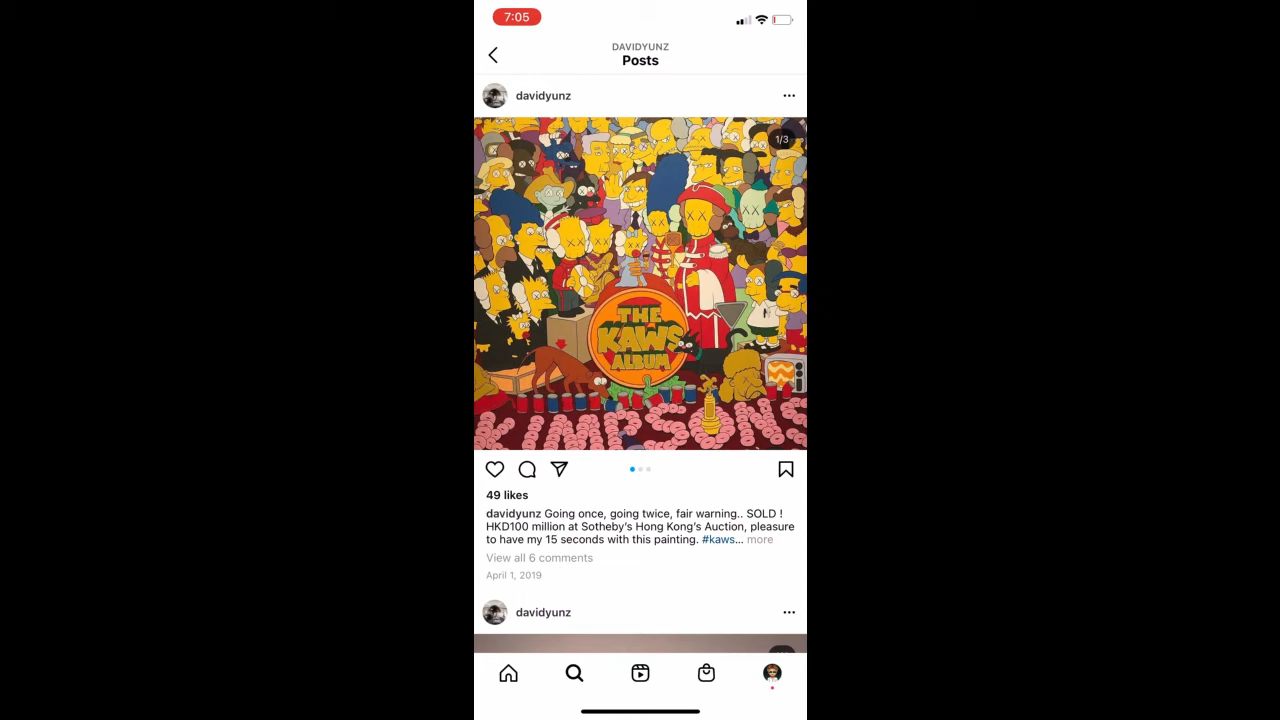 7:05
DAVIDYUNZ
Posts
davidyunz
1/3
THE
KAWS
ALBUM
KIMPSONS
49 likes
davidyunz Going once, going twice, fair warning.. SOLD !
HKD100 million at Sotheby's Hong Kong's Auction, pleasure
to have my 15 seconds with this painting. #kaws... more
View all 6 comments
April 1, 2019
davidyunz